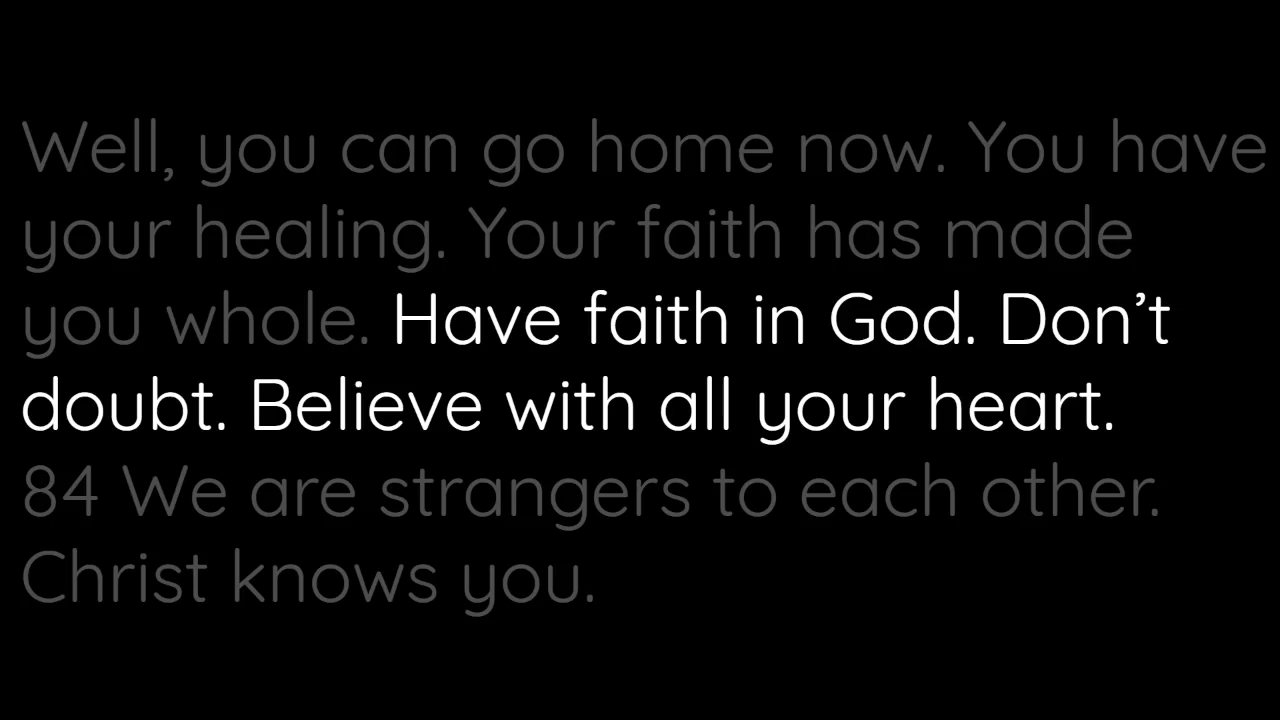 Well, you can go home now. You have
your healing. Your faith has made
you whole. Have faith in God. Don’t
doubt. Believe with all your heart.
84 We are strangers to each other.
Christ knows you.